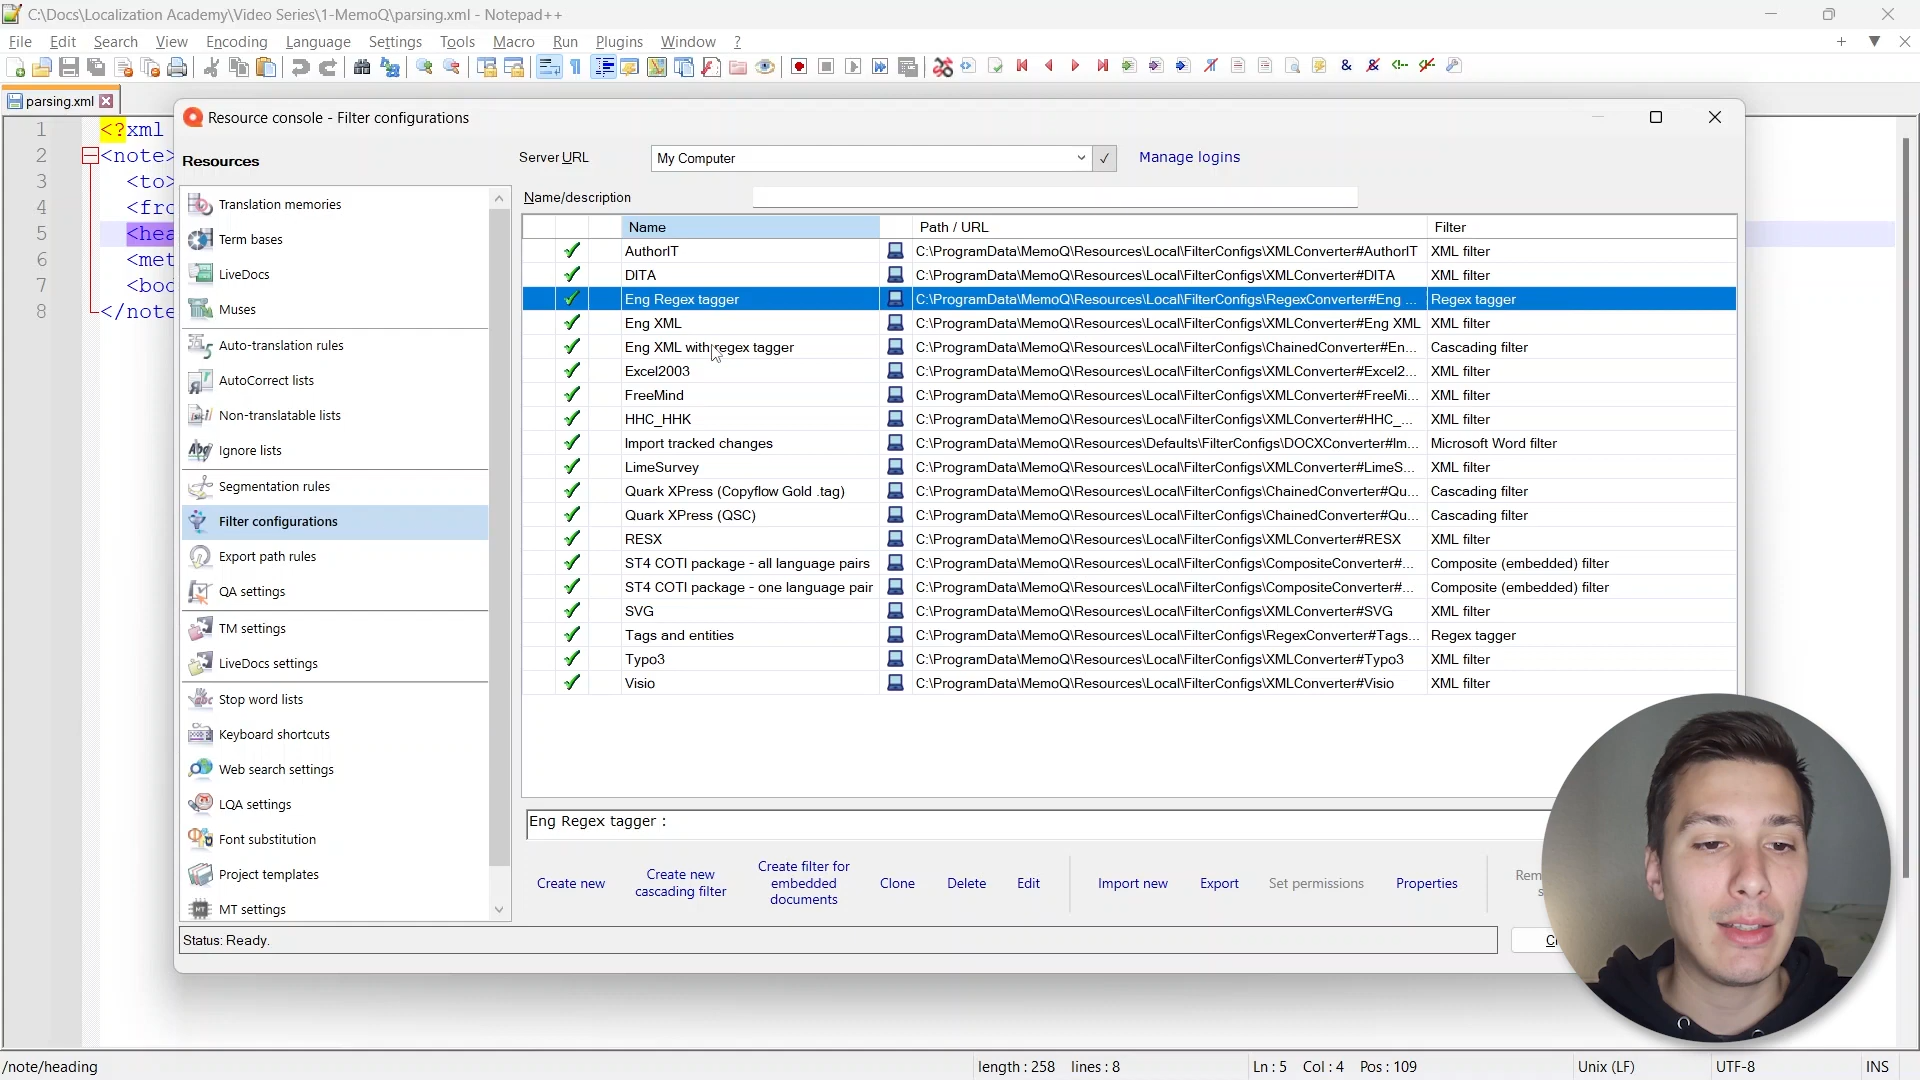 C:\Docs\Localization Academy\Video Series\1-MemoQ\parsing.xml - Notepad++
File Edit Search View Encoding Language Settings Tools Macro Run Plugins Window ?
parsing.xml
1 <?xml
2 <note>
3 <to>
4 <fro
5 <hea
6 <met
7 <bod
8 </note
Resource console - Filter configurations
Resources
Server URL My Computer Manage logins
Name/description
Translation memories
Term bases
LiveDocs
Muses
Auto-translation rules
AutoCorrect lists
Non-translatable lists
Ignore lists
Segmentation rules
Filter configurations
Export path rules
QA settings
TM settings
LiveDocs settings
Stop word lists
Keyboard shortcuts
Web search settings
LQA settings
Font substitution
Project templates
MT settings
Name Path / URL Filter
AuthorIT C:\ProgramData\MemoQ\Resources\Local\FilterConfigs\XMLConverter#AuthorIT XML filter
DITA C:\ProgramData\MemoQ\Resources\Local\FilterConfigs\XMLConverter#DITA XML filter
Eng Regex tagger C:\ProgramData\MemoQ\Resources\Local\FilterConfigs\RegexConverter#Eng ... Regex tagger
Eng XML C:\ProgramData\MemoQ\Resources\Local\FilterConfigs\XMLConverter#Eng XML XML filter
Eng XML with regex tagger C:\ProgramData\MemoQ\Resources\Local\FilterConfigs\ChainedConverter#En... Cascading filter
Excel2003 C:\ProgramData\MemoQ\Resources\Local\FilterConfigs\XMLConverter#Excel2... XML filter
FreeMind C:\ProgramData\MemoQ\Resources\Local\FilterConfigs\XMLConverter#FreeMi... XML filter
HHC_HHK C:\ProgramData\MemoQ\Resources\Local\FilterConfigs\XMLConverter#HHC_... XML filter
Import tracked changes C:\ProgramData\MemoQ\Resources\Defaults\FilterConfigs\DOCXConverter#Im... Microsoft Word filter
LimeSurvey C:\ProgramData\MemoQ\Resources\Local\FilterConfigs\XMLConverter#LimeS... XML filter
Quark XPress (Copyflow Gold .tag) C:\ProgramData\MemoQ\Resources\Local\FilterConfigs\ChainedConverter#Qu... Cascading filter
Quark XPress (QSC) C:\ProgramData\MemoQ\Resources\Local\FilterConfigs\ChainedConverter#Qu... Cascading filter
RESX C:\ProgramData\MemoQ\Resources\Local\FilterConfigs\XMLConverter#RESX XML filter
ST4 COTI package - all language pairs C:\ProgramData\MemoQ\Resources\Local\FilterConfigs\CompositeConverter#... Composite (embedded) filter
ST4 COTI package - one language pair C:\ProgramData\MemoQ\Resources\Local\FilterConfigs\CompositeConverter#... Composite (embedded) filter
SVG C:\ProgramData\MemoQ\Resources\Local\FilterConfigs\XMLConverter#SVG XML filter
Tags and entities C:\ProgramData\MemoQ\Resources\Local\FilterConfigs\RegexConverter#Tags... Regex tagger
Typo3 C:\ProgramData\MemoQ\Resources\Local\FilterConfigs\XMLConverter#Typo3 XML filter
Visio C:\ProgramData\MemoQ\Resources\Local\FilterConfigs\XMLConverter#Visio XML filter
Eng Regex tagger :
Create new
Create new
cascading filter
Create filter for
embedded
documents
Clone Delete Edit Import new Export Set permissions Properties
Rem
Status: Ready.
/note/heading length : 258 lines : 8 Ln : 5 Col : 4 Pos : 109 Unix (LF) UTF-8 INS